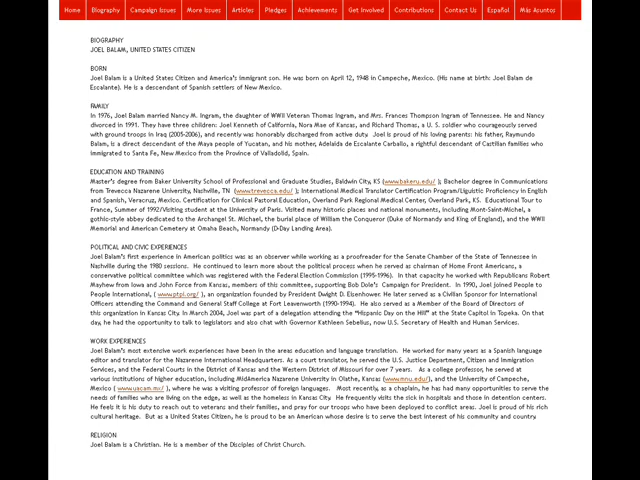 Home Biography Campaign Issues More Issues Articles Pledges Achievements Get Involved Contributions Contact Us Español Más Asuntos
BIOGRAPHY
JOEL BALAM, UNITED STATES CITIZEN
BORN
Joel Balam is a United States Citizen and America's immigrant son. He was born on April 12, 1948 in Campeche, Mexico. (His name at birth: Joel Balam de
Escalante). He is a descendant of Spanish settlers of New Mexico.
FAMILY
In 1976, Joel Balam married Nancy M. Ingram, the daughter of WWII Veteran Thomas Ingram, and Mrs. Frances Thompson Ingram of Tennessee. He and Nancy
divorced in 1991. They have three children: Joel Kenneth of California, Nora Mae of Kansas, and Richard Thomas, a U. S. soldier who courageously served
with ground troops in Iraq (2005-2006), and recently was honorably discharged from active duty. Joel is proud of his loving parents: his father, Raymundo
Balam, is a direct descendant of the Maya people of Yucatan, and his mother, Adelaida de Escalante Carballo, a rightful descendant of Castillian families who
immigrated to Santa Fe, New Mexico from the Province of Valladolid, Spain.
EDUCATION AND TRAINING
Master's degree from Baker University School of Professional and Graduate Studies, Baldwin City, KS (www.bakeru.edu/ ); Bachelor degree in Communications
from Trevecca Nazarene University, Nashville, TN (www.trevecca.edu/ ); International Medical Translator Certification Program/Liguistic Proficiency in English
and Spanish, Veracruz, Mexico. Certification for Clinical Pastoral Education, Overland Park Regional Medical Center, Overland Park, KS. Educational Tour to
France, Summer of 1992/Visiting student at the University of Paris. Visited many historic places and national monuments, including Mont-Saint-Michel, a
gothic-style abbey dedicated to the Archangel St. Michael, the burial place of William the Conqueror (Duke of Normandy and King of England), and the WWII
Memorial and American Cemetery at Omaha Beach, Normandy (D-Day Landing Area).
POLITICAL AND CIVIC EXPERIENCES
Joel Balam's first experience in American politics was as an observer while working as a proofreader for the Senate Chamber of the State of Tennessee in
Nashville during the 1980 sessions. He continued to learn more about the political process when he served as chairman of Home Front Americans, a
conservative political committee which was registered with the Federal Election Commission (1995-1996). In that capacity he worked with Republicans Robert
Mayhew from Iowa and John Force from Kansas, members of this committee, supporting Bob Dole's Campaign for President. In 1990, Joel joined People to
People International, ( www.ptpi.org/ ), an organization founded by President Dwight D. Eisenhower. He later served as a Civilian Sponsor for International
Officers attending the Command and General Staff College at Fort Leavenworth (1990-1994). He also served as a Member of the Board of Directors of
this organization in Kansas City. In March 2004, Joel was part of a delegation attending the "Hispanic Day on the Hill" at the State Capitol in Topeka. On that
day, he had the opportunity to talk to legislators and also chat with Governor Kathleen Sebelius, now U.S. Secretary of Health and Human Services.
WORK EXPERIENCES
Joel Balam's most extensive work experiences have been in the areas education and language translation. He worked for many years as a Spanish language
editor and translator for the Nazarene International Headquarters. As a court translator, he served the U.S. Justice Department, Citizen and Immigration
Services, and the Federal Courts in the District of Kansas and the Western District of Missouri for over 7 years. As a college professor, he served at
various institutions of higher education, including MidAmerica Nazarene University in Olathe, Kansas (www.mnu.edu/), and the University of Campeche,
Mexico ( www.uacam.mx/ ), where he was a visiting professor of foreign languages. Most recently, as a chaplain, he has had many opportunities to serve the
needs of families who are living on the edge, as well as the homeless in Kansas City. He frequently visits the sick in hospitals and those in detention centers.
He feels it is his duty to reach out to veterans and their families, and pray for our troops who have been deployed to conflict areas. Joel is proud of his rich
cultural heritage. But as a United States Citizen, he is proud to be an American whose desire is to serve the best interest of his community and country.
RELIGION
Joel Balam is a Christian. He is a member of the Disciples of Christ Church.